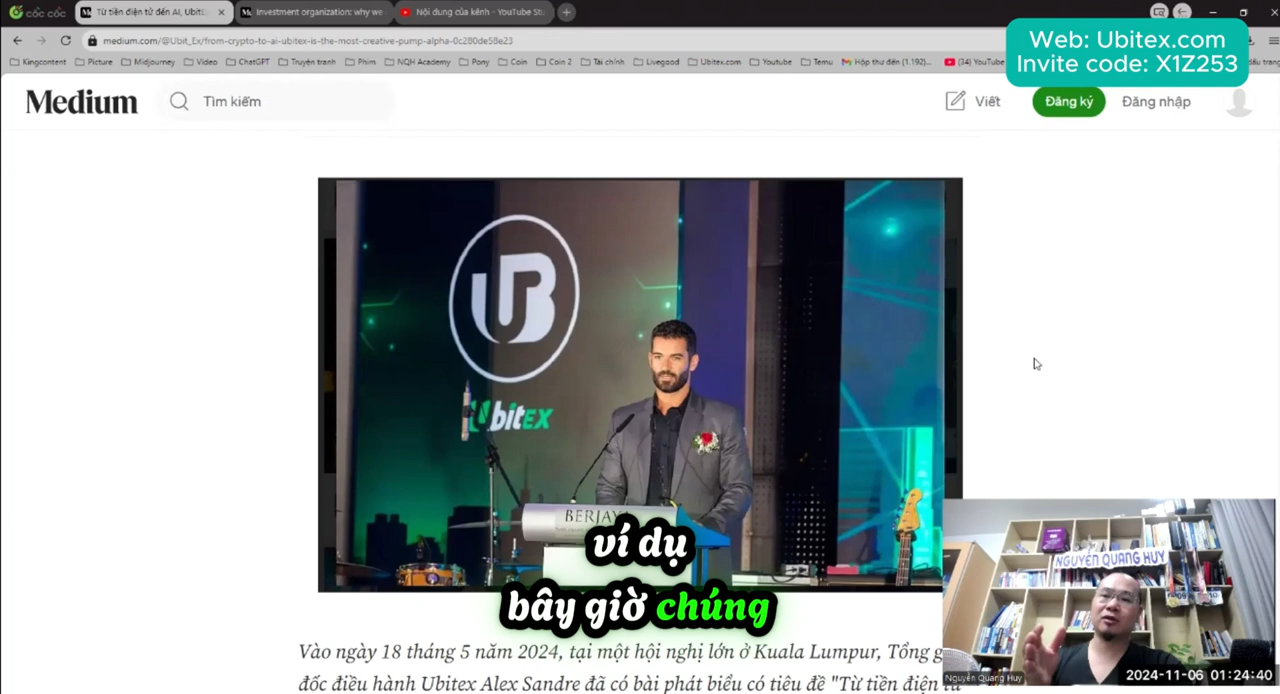 cốc cốc
Từ tiền điện tử đến AI, UbitEx
Investment organization: why we
Nội dung của kênh - YouTube Stu
medium.com/@Ubit_Ex/from-crypto-to-ai-ubitex-is-the-most-creative-pump-alpha-0c280de58e23
Kingcontent Picture Midjourney Video ChatGPT Truyện tranh Phim NQH Academy Pony Coin Coin 2 Tài chính Livegood Ubitex.com Youtube Temu Hộp thư đến (1.192)... (34) YouTube
Web: Ubitex.com
Invite code: X1Z253
Medium
Tìm kiếm
Viết
Đăng ký
Đăng nhập
UB
UbitEX
BERJAYA
ví dụ
bây giờ chúng
NGUYỄN QUANG HUY
Vào ngày 18 tháng 5 năm 2024, tại một hội nghị lớn ở Kuala Lumpur, Tổng g
đốc điều hành Ubitex Alex Sandre đã có bài phát biểu có tiêu đề "Từ tiền điện tử
Nguyễn Quang Huy
2024-11-06 01:24:40